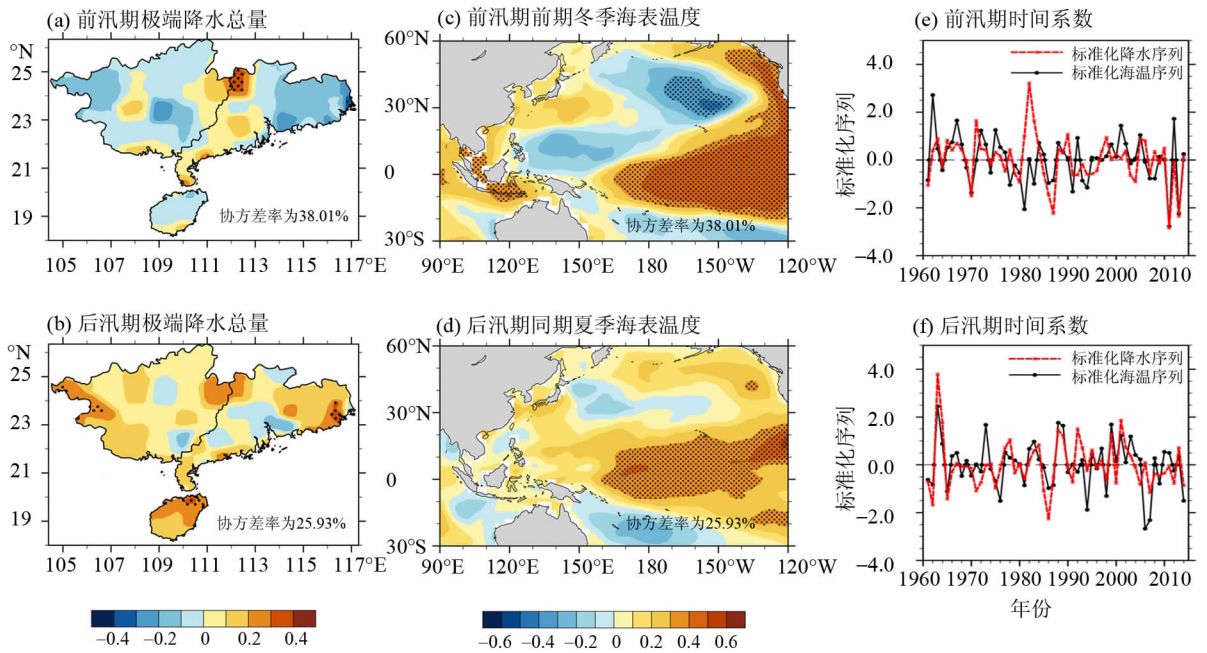 (a) 前汛期极端降水总量
°N
25
23
21
19
105 107 109 111 113 115 117°E
协方差率为38.01%
(c) 前汛期前期冬季海表温度
60°N
30°N
0
30°S
90°E 120°E 150°E 180 150°W 120°W
协方差率为38.01%
(e) 前汛期时间系数
标准化降水序列
标准化海温序列
标准化序列
4.0
2.0
0.0
−2.0
−4.0
1960 1970 1980 1990 2000 2010
(b) 后汛期极端降水总量
°N
25
23
21
19
105 107 109 111 113 115 117°E
协方差率为25.93%
(d) 后汛期同期夏季海表温度
60°N
30°N
0
30°S
90°E 120°E 150°E 180 150°W 120°W
协方差率为25.93%
(f) 后汛期时间系数
标准化降水序列
标准化海温序列
标准化序列
4.0
2.0
0.0
−2.0
−4.0
1960 1970 1980 1990 2000 2010
年份
−0.4 −0.2 0 0.2 0.4
−0.6 −0.4 −0.2 0 0.2 0.4 0.6